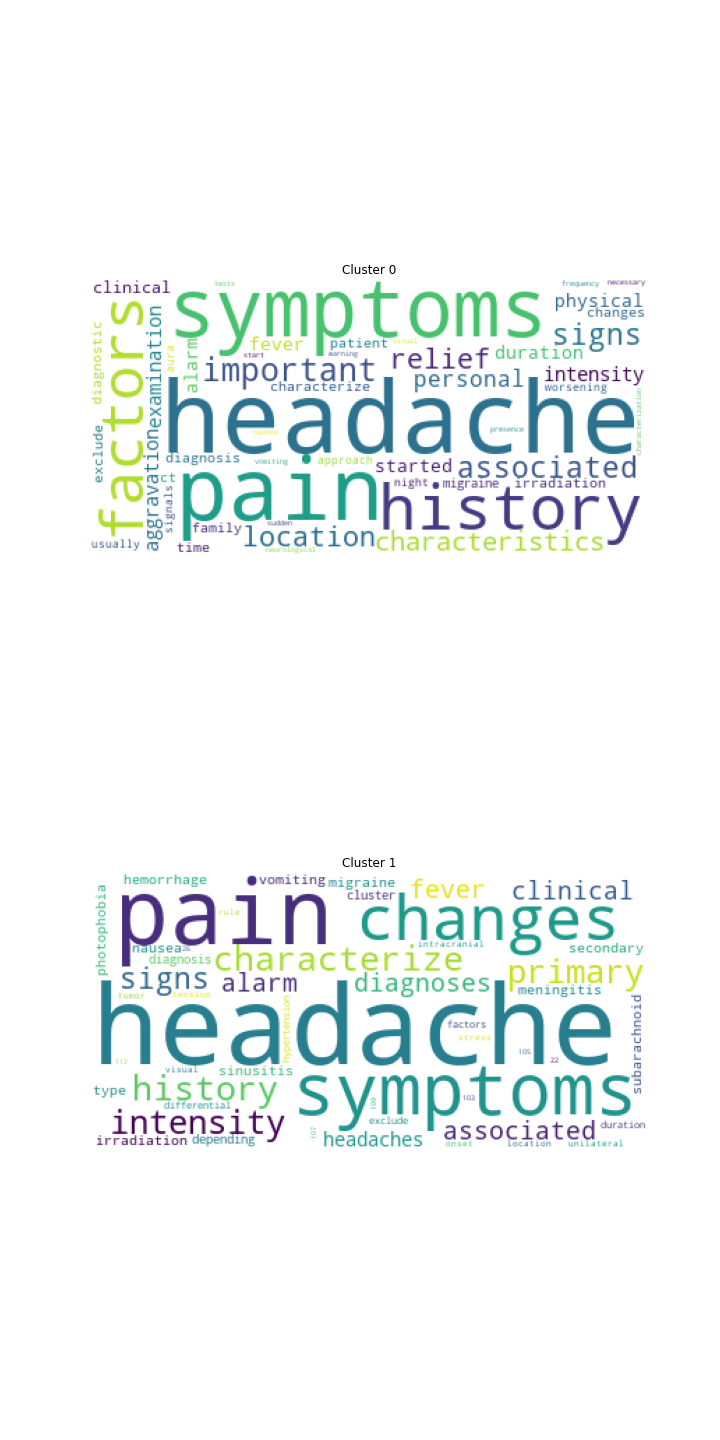 Cluster 0
clinical
tests
symptoms
frequency
necessary
physical
changes
signs
factors
diagnostic
examination
aura
alarm
fever
start
patient
warning
visual
important
relief
duration
characterize
personal
intensity
worsening
headache
nausea
presence
characterization
exclude
aggravation
diagnosis
vomiting
approach
started
associated
ct
signals
pain
night
migraine
irradiation
history
family
sudden
location
characteristics
usually
time
neurological
Cluster 1
hemorrhage
vomiting
migraine
cluster
fever
clinical
photophobia
pain
rule
changes
nausea
diagnosis
characterize
intracranial
secondary
signs
alarm
diagnoses
primary
meningitis
tumor
tension
hypertension
headache
factors
stress
subarachnoid
112
105
22
visual
sinusitis
type
history
differential
symptoms
109
103
intensity
107
exclude
irradiation
depending
headaches
associated
duration
onset
location
unilateral